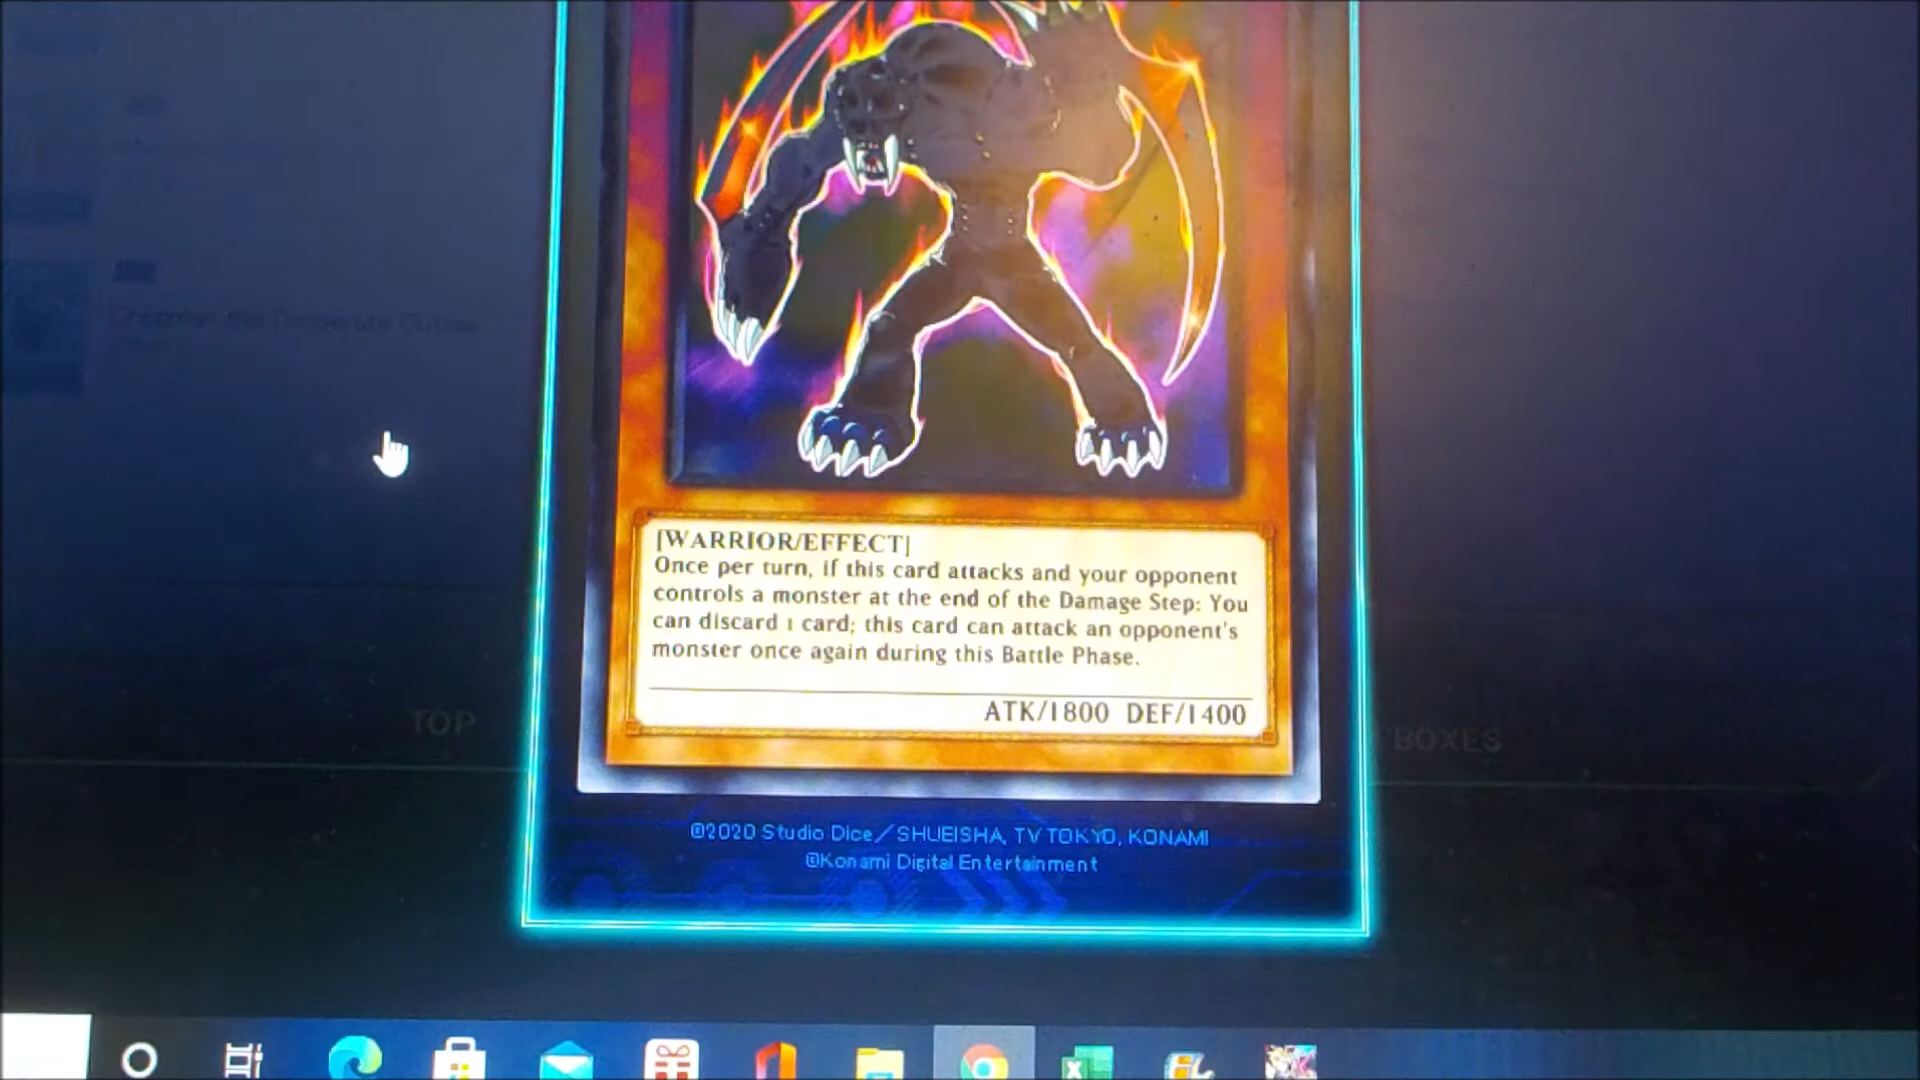 [WARRIOR/EFFECT]
Once per turn, if this card attacks and your opponent
controls a monster at the end of the Damage Step: You
can discard 1 card; this card can attack an opponent's
monster once again during this Battle Phase.
ATK/1800 DEF/1400
TOP
BOXES
©2020 Studio Dice/SHUEISHA, TV TOKYO, KONAMI
©Konami Digital Entertainment